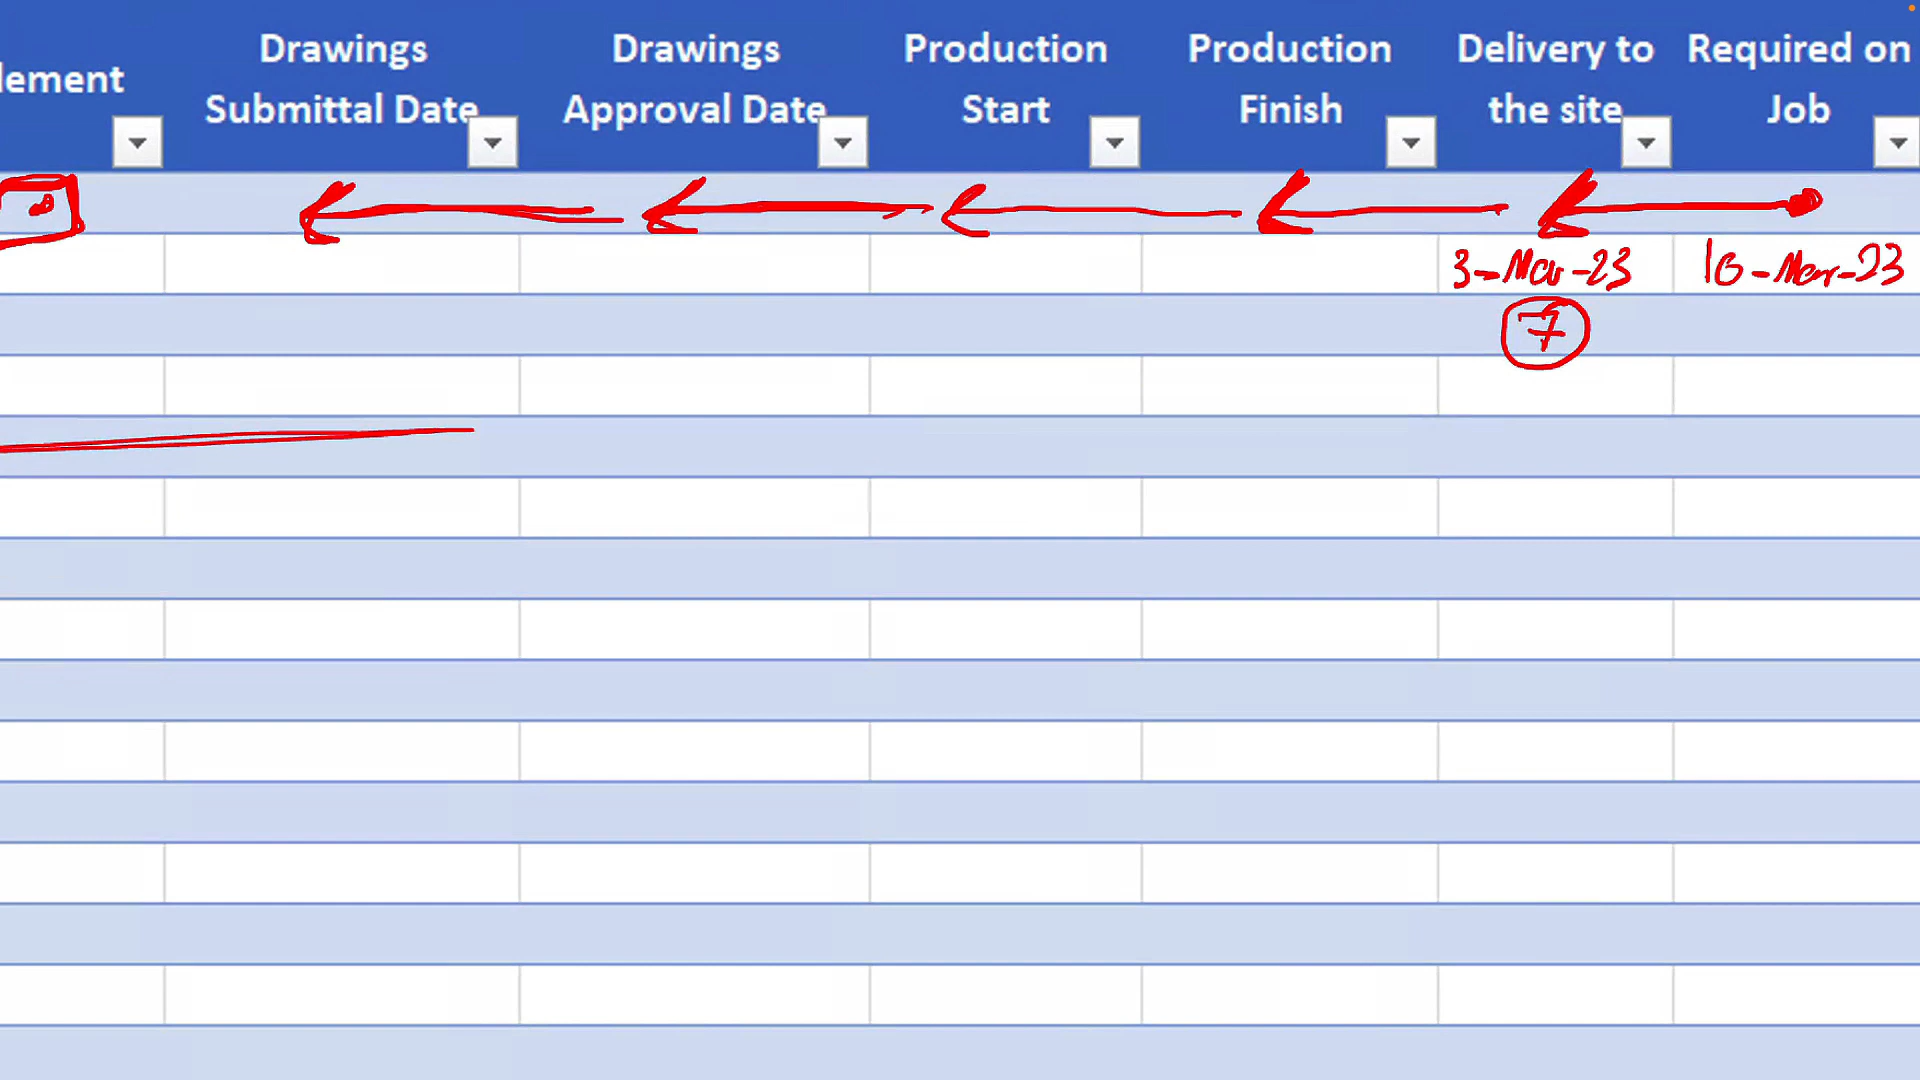 lement
Drawings
Submittal Date
Drawings
Approval Date
Production
Start
Production
Finish
Delivery to
the site
Required on
Job
3-Mar-23
10-Mar-23
7